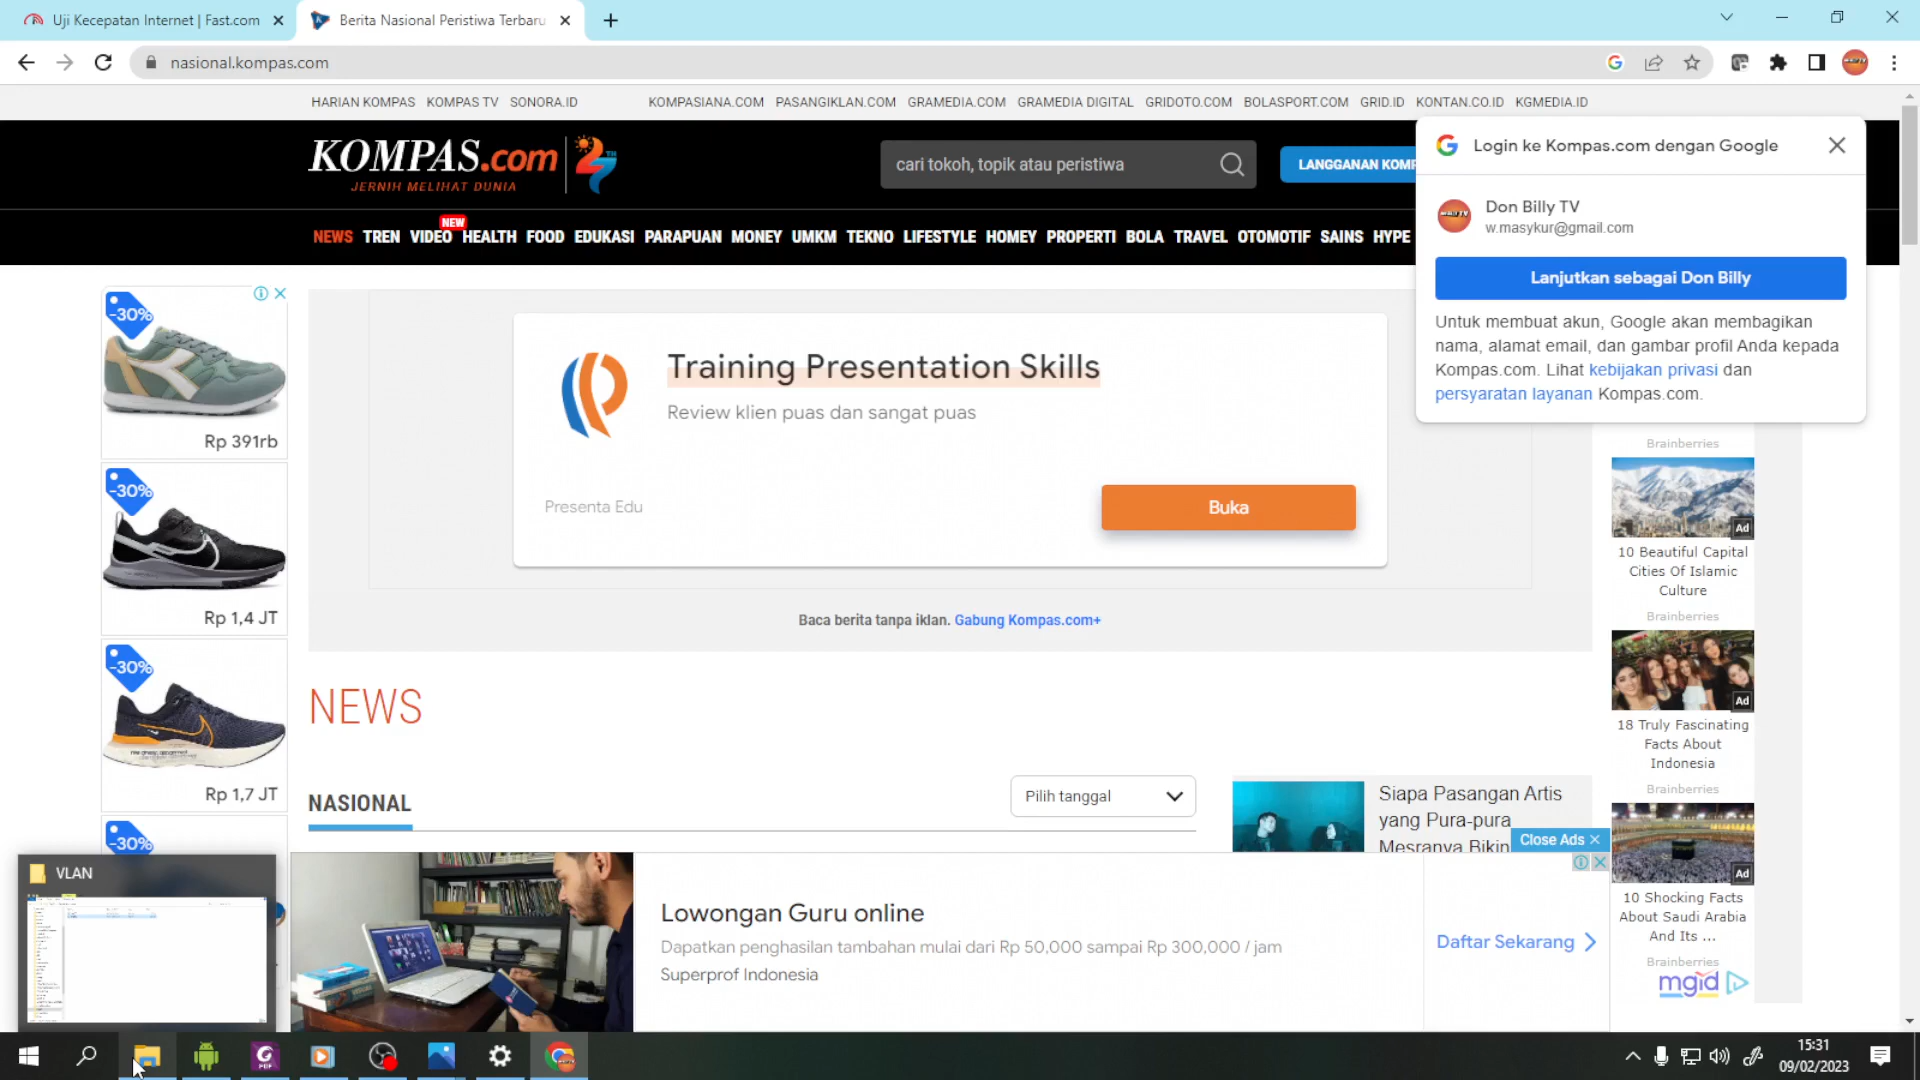 Uji Kecepatan Internet | Fast.com
Berita Nasional Peristiwa Terbaru
nasional.kompas.com
HARIAN KOMPAS KOMPAS TV SONORA.ID KOMPASIANA.COM PASANGIKLAN.COM GRAMEDIA.COM GRAMEDIA DIGITAL GRIDOTO.COM BOLASPORT.COM GRID.ID KONTAN.CO.ID KGMEDIA.ID
KOMPAS.com
JERNIH MELIHAT DUNIA
27 TH
cari tokoh, topik atau peristiwa
LANGGANAN KOMP
NEW
NEWS TREN VIDEO HEALTH FOOD EDUKASI PARAPUAN MONEY UMKM TEKNO LIFESTYLE HOMEY PROPERTI BOLA TRAVEL OTOMOTIF SAINS HYPE
Login ke Kompas.com dengan Google
Don Billy TV
w.masykur@gmail.com
Lanjutkan sebagai Don Billy
Untuk membuat akun, Google akan membagikan
nama, alamat email, dan gambar profil Anda kepada
Kompas.com. Lihat kebijakan privasi dan
persyaratan layanan Kompas.com.
-30%
Rp 391rb
-30%
Rp 1,4 JT
-30%
Rp 1,7 JT
-30%
Training Presentation Skills
Review klien puas dan sangat puas
Presenta Edu
Buka
Baca berita tanpa iklan. Gabung Kompas.com+
NEWS
NASIONAL
Pilih tanggal
Siapa Pasangan Artis
yang Pura-pura
Mesranya Bikin
Close Ads
Brainberries
Ad
10 Beautiful Capital
Cities Of Islamic
Culture
Brainberries
Ad
18 Truly Fascinating
Facts About
Indonesia
Brainberries
Ad
10 Shocking Facts
About Saudi Arabia
And Its ...
Brainberries
mgid
VLAN
Lowongan Guru online
Dapatkan penghasilan tambahan mulai dari Rp 50,000 sampai Rp 300,000 / jam
Superprof Indonesia
Daftar Sekarang
PDF
15:31
09/02/2023